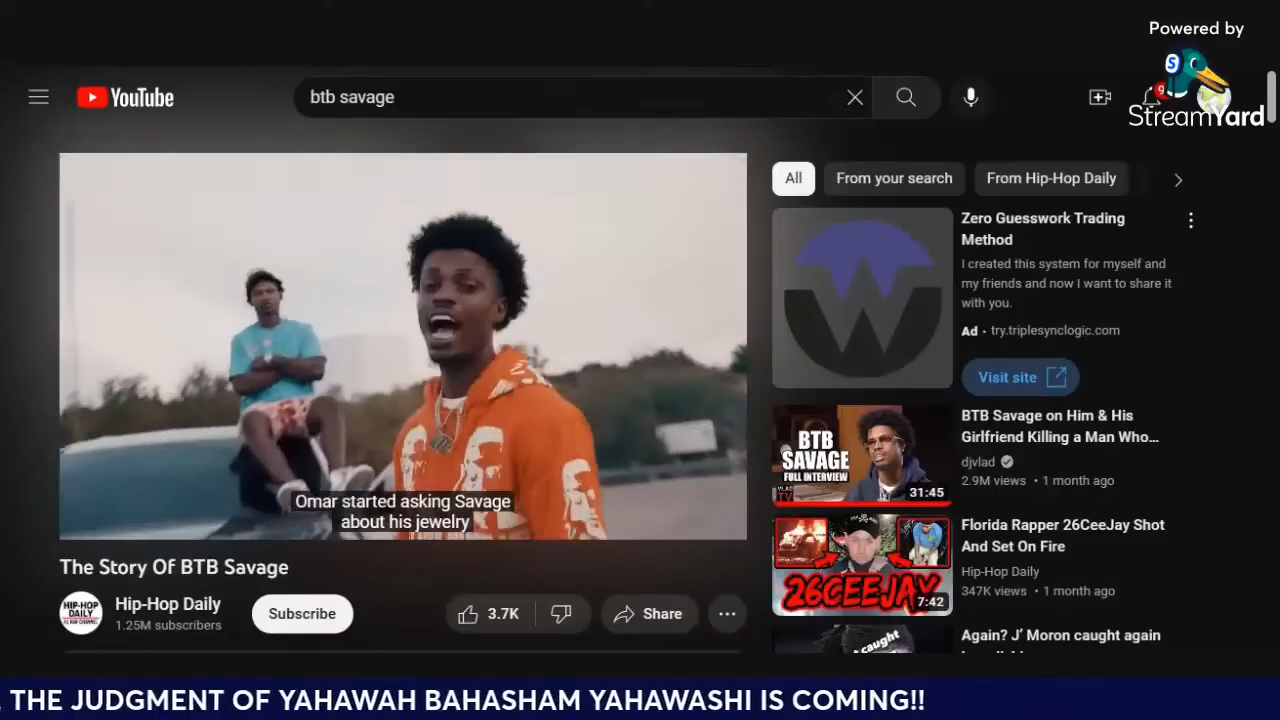 Powered by
StreamYard
YouTube
btb savage
9
All
From your search
From Hip-Hop Daily
Zero Guesswork Trading
Method
I created this system for myself and
my friends and now I want to share it
with you.
Ad · try.triplesynclogic.com
Visit site
Omar started asking Savage
about his jewelry
BTB
SAVAGE
FULL INTERVIEW
VLAD
TV
31:45
BTB Savage on Him & His
Girlfriend Killing a Man Who...
djvlad
2.9M views • 1 month ago
26CEEJAY
7:42
Florida Rapper 26CeeJay Shot
And Set On Fire
Hip-Hop Daily
347K views • 1 month ago
caught
Again? J' Moron caught again
The Story Of BTB Savage
HIP-HOP
DAILY
Hip-Hop Daily
1.25M subscribers
Subscribe
3.7K
Share
THE JUDGMENT OF YAHAWAH BAHASHAM YAHAWASHI IS COMING!!